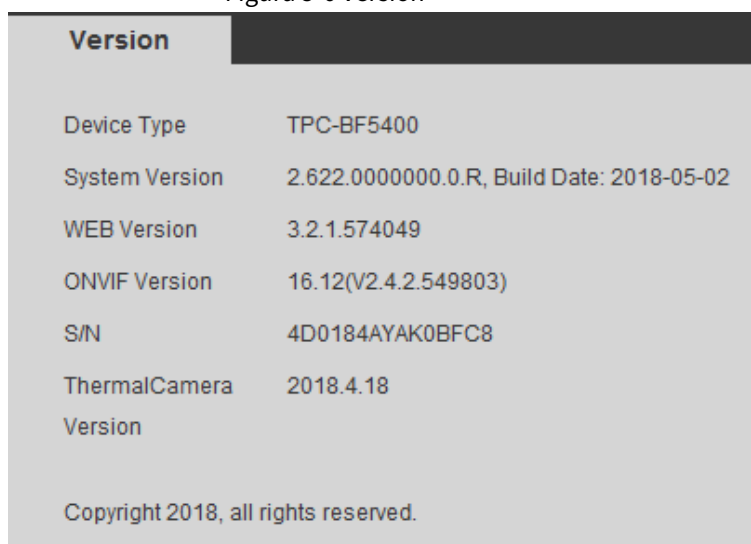 Version
Device Type TPC-BF5400
System Version 2.622.0000000.0.R, Build Date: 2018-05-02
WEB Version 3.2.1.574049
ONVIF Version 16.12(V2.4.2.549803)
S/N 4D0184AYAK0BFC8
ThermalCamera 2018.4.18
Version
Copyright 2018, all rights reserved.